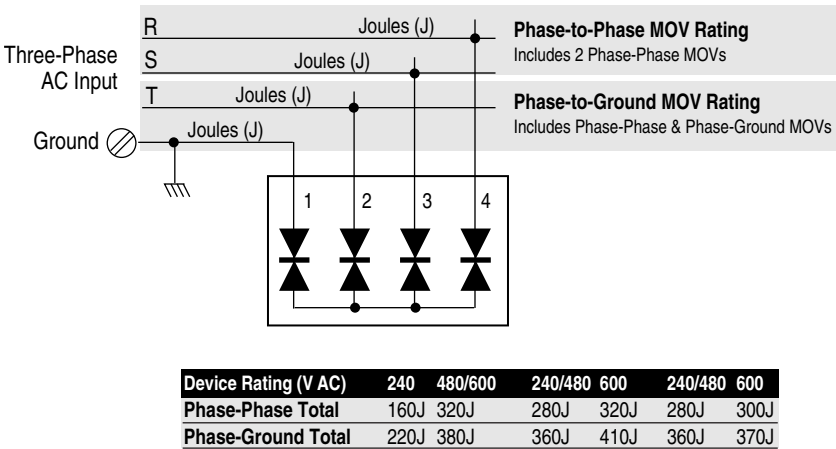 R
Joules (J)
Phase-to-Phase MOV Rating
Includes 2 Phase-Phase MOVs
Three-Phase
AC Input
S
Joules (J)
T
Joules (J)
Phase-to-Ground MOV Rating
Includes Phase-Phase & Phase-Ground MOVs
Ground
Joules (J)
1 2 3 4
Device Rating (V AC) 240 480/600 240/480 600 240/480 600
Phase-Phase Total 160J 320J 280J 320J 280J 300J
Phase-Ground Total 220J 380J 360J 410J 360J 370J